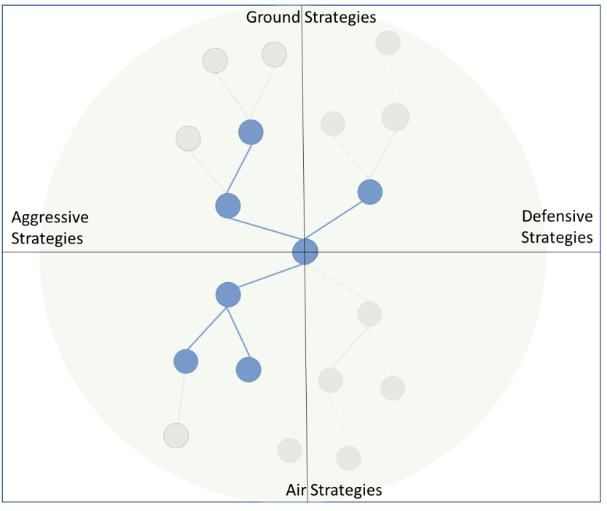 Ground Strategies
Aggressive
Strategies
Defensive
Strategies
Air Strategies